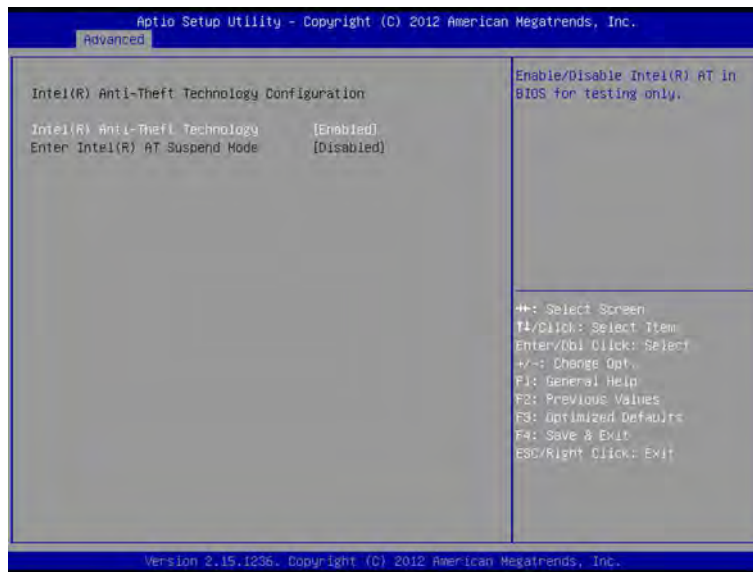 Aptio Setup Utility - Copyright (C) 2012 American Megatrends, Inc.
Advanced
Intel(R) Anti-Theft Technology Configuration
Intel(R) Anti-Theft Technology [Enabled]
Enter Intel(R) AT Suspend Mode [Disabled]
Enable/Disable Intel(R) AT in
BIOS for testing only.
→←: Select Screen
↑↓/Click: Select Item
Enter/Dbl Click: Select
+/-: Change Opt.
F1: General Help
F2: Previous Values
F3: Optimized Defaults
F4: Save & Exit
ESC/Right Click: Exit
Version 2.15.1236. Copyright (C) 2012 American Megatrends, Inc.